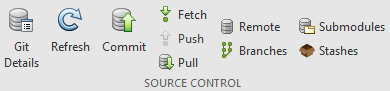 Git
Details
Refresh
Commit
Fetch
Push
Pull
Remote
Branches
Submodules
Stashes
SOURCE CONTROL